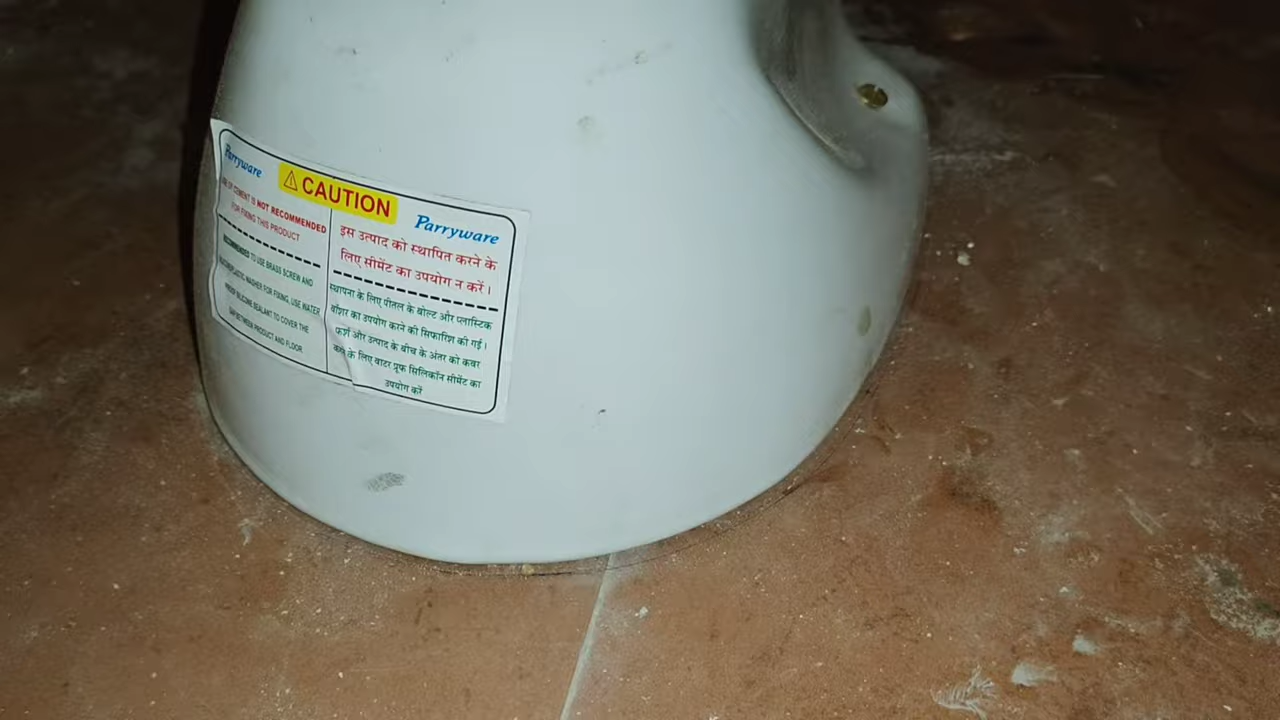 Parryware
CAUTION
Parryware
USE OF CEMENT IS NOT RECOMMENDED
FOR FIXING THIS PRODUCT
RECOMMENDED TO USE BRASS SCREW AND
PLASTIC WASHER FOR FIXING, USE WATER
PROOF SILICONE SEALANT TO COVER THE
GAP BETWEEN PRODUCT AND FLOOR
इस उत्पाद को स्थापित करने के
लिए सीमेंट का उपयोग न करें।
स्थापना के लिए पीतल के बोल्ट और प्लास्टिक
वॉशर का उपयोग करने की सिफारिश की गई।
फर्श और उत्पाद के बीच के अंतर को कवर
करने के लिए वाटर प्रूफ सिलिकॉन सीमेंट का
उपयोग करें